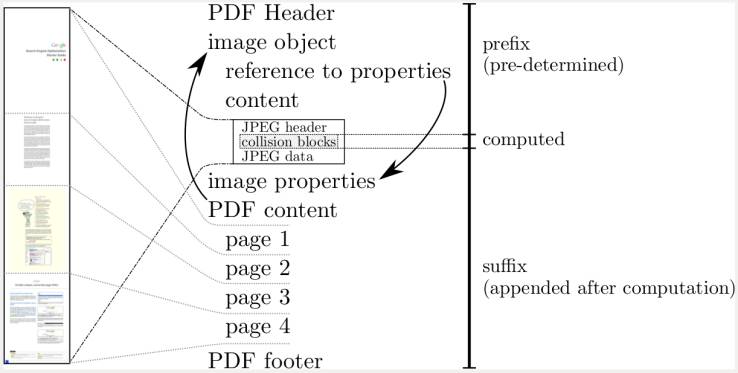 PDF Header
image object
reference to properties
content
JPEG header
collision blocks
JPEG data
image properties
PDF content
page 1
page 2
page 3
page 4
PDF footer
prefix
(pre-determined)
computed
suffix
(appended after computation)
Google